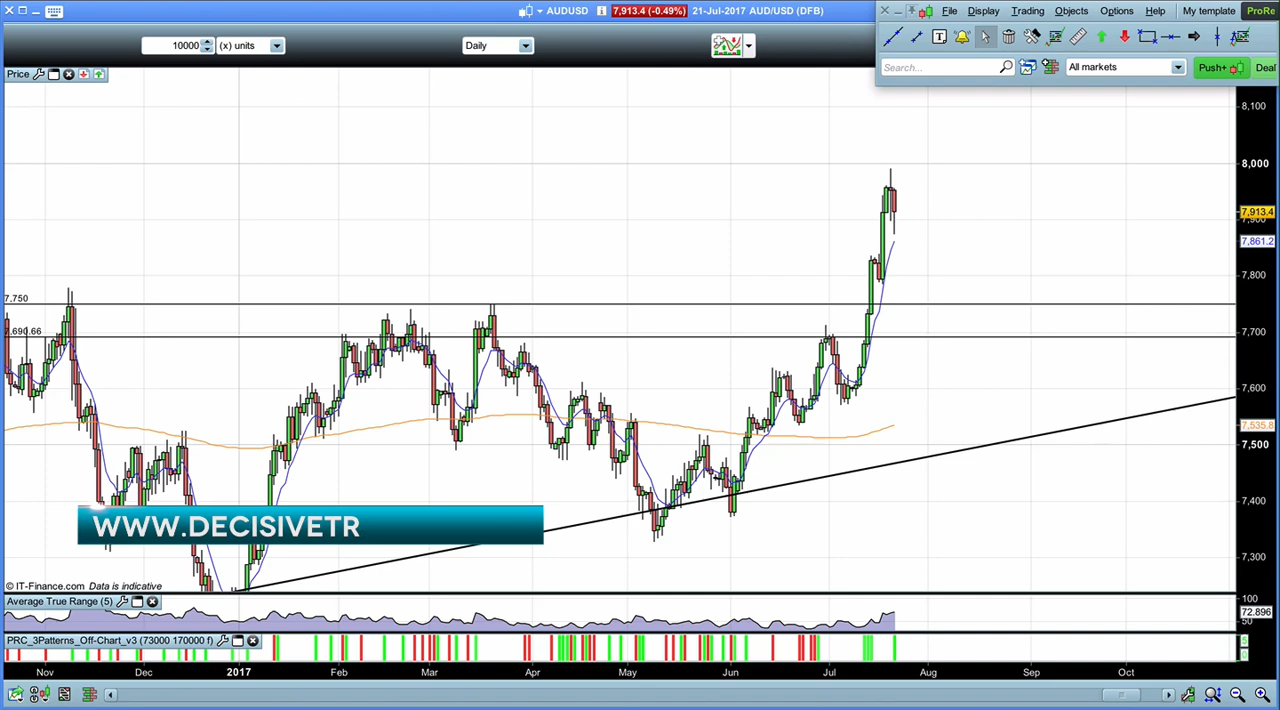 AUDUSD
7,913.4 (-0.49%)
21-Jul-2017 AUD/USD (DFB)
File Display Trading Objects Options Help My template ProRe
10000 (x) units
Daily
Search...
All markets
Push+
Deal
Price
8,100
8,000
7,913.4
7,900
7,861.2
7,800
7,750
7,700
7,690.66
7,600
7,535.8
7,500
7,400
7,300
WWW.DECISIVETR
© IT-Finance.com Data is indicative
Average True Range (5)
100
72.896
50
PRC_3Patterns_Off-Chart_v3 (73000 170000 f)
5
0
Nov Dec 2017 Feb Mar Apr May Jun Jul Aug Sep Oct